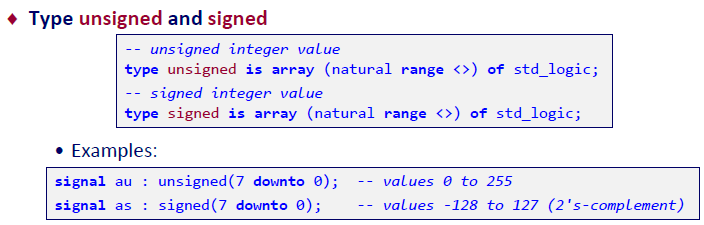 ♦ Type unsigned and signed
-- unsigned integer value
type unsigned is array (natural range <>) of std_logic;
-- signed integer value
type signed is array (natural range <>) of std_logic;
• Examples:
signal au : unsigned(7 downto 0);  -- values 0 to 255
signal as : signed(7 downto 0);    -- values -128 to 127 (2's-complement)